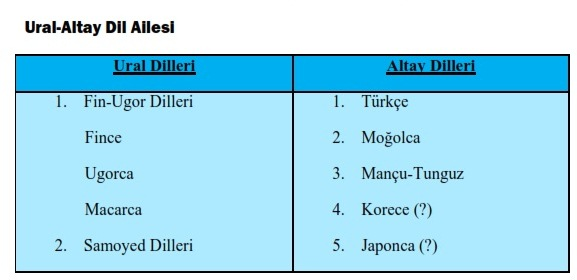 Ural-Altay Dil Ailesi
Ural Dilleri
Altay Dilleri
1. Fin-Ugor Dilleri
Fince
Ugorca
Macarca
2. Samoyed Dilleri
1. Türkçe
2. Moğolca
3. Mançu-Tunguz
4. Korece (?)
5. Japonca (?)